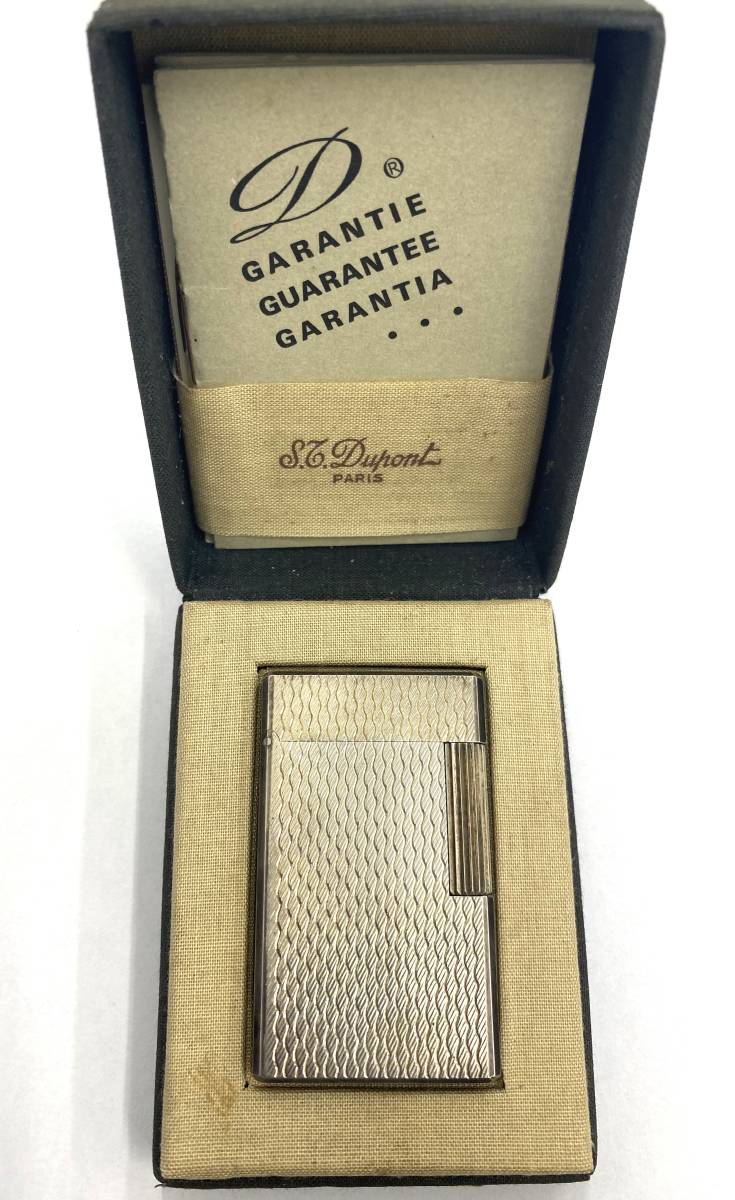 D ®
GARANTIE
GUARANTEE
GARANTIA
...
S.T. Dupont
PARIS